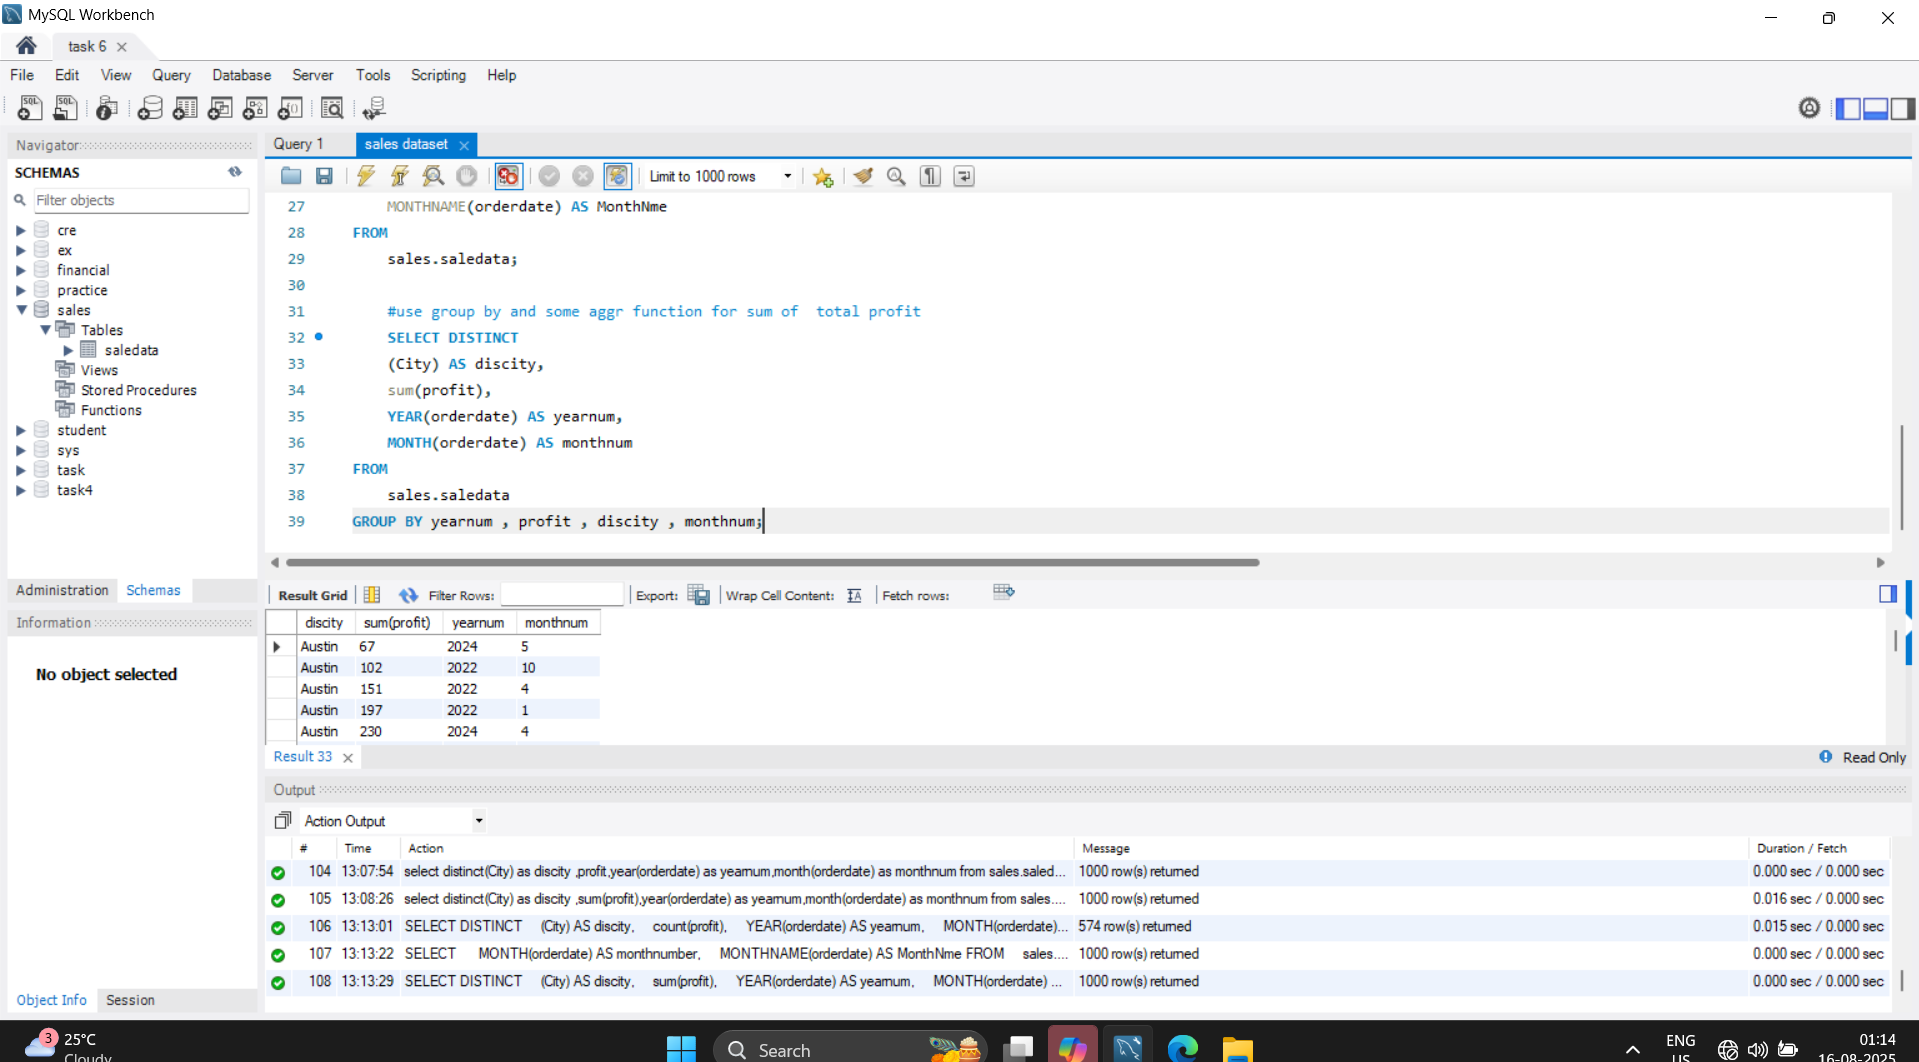 MySQL Workbench
task 6
File Edit View Query Database Server Tools Scripting Help
Navigator
SCHEMAS
Filter objects
cre
ex
financial
practice
sales
Tables
saledata
Views
Stored Procedures
Functions
student
sys
task
task4
Administration Schemas
Information
No object selected
Object Info Session
Query 1 sales dataset
Limit to 1000 rows
27 MONTHNAME(orderdate) AS MonthNme
28 FROM
29 sales.saledata;
30
31 #use group by and some aggr function for sum of  total profit
32 SELECT DISTINCT
33 (City) AS discity,
34 sum(profit),
35 YEAR(orderdate) AS yearnum,
36 MONTH(orderdate) AS monthnum
37 FROM
38 sales.saledata
39 GROUP BY yearnum , profit , discity , monthnum;
Result Grid Filter Rows: Export: Wrap Cell Content: Fetch rows:
discity sum(profit) yearnum monthnum
Austin 67 2024 5
Austin 102 2022 10
Austin 151 2022 4
Austin 197 2022 1
Austin 230 2024 4
Result 33 Read Only
Output
Action Output
# Time Action Message Duration / Fetch
104 13:07:54 select distinct(City) as discity ,profit,year(orderdate) as yearnum,month(orderdate) as monthnum from sales.saled... 1000 row(s) returned 0.000 sec / 0.000 sec
105 13:08:26 select distinct(City) as discity ,sum(profit),year(orderdate) as yearnum,month(orderdate) as monthnum from sales.... 1000 row(s) returned 0.016 sec / 0.000 sec
106 13:13:01 SELECT DISTINCT (City) AS discity, count(profit), YEAR(orderdate) AS yearnum, MONTH(orderdate)... 574 row(s) returned 0.015 sec / 0.000 sec
107 13:13:22 SELECT MONTH(orderdate) AS monthnumber, MONTHNAME(orderdate) AS MonthNme FROM sales.... 1000 row(s) returned 0.000 sec / 0.000 sec
108 13:13:29 SELECT DISTINCT (City) AS discity, sum(profit), YEAR(orderdate) AS yearnum, MONTH(orderdate) ... 1000 row(s) returned 0.000 sec / 0.000 sec
3
25°C
Cloudy
Search
ENG
US
01:14
16-08-2025